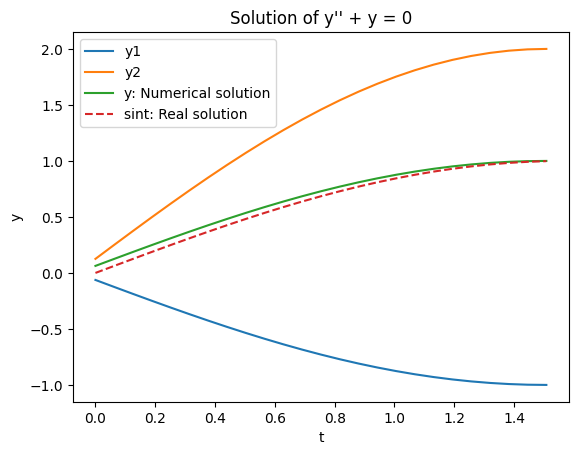 Solution of y'' + y = 0
y1
y2
y: Numerical solution
sint: Real solution
2.0
1.5
1.0
0.5
0.0
−0.5
−1.0
y
0.0 0.2 0.4 0.6 0.8 1.0 1.2 1.4
t